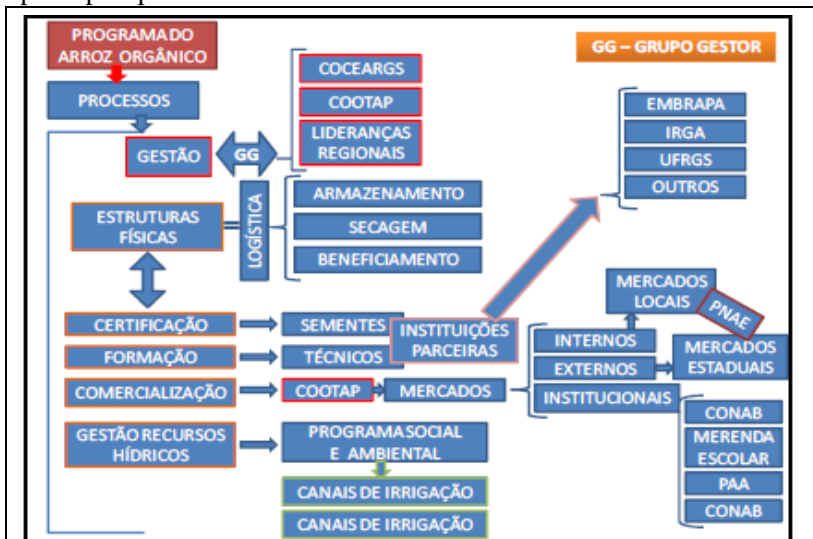 PROGRAMA DO
ARROZ ORGÂNICO
GG – GRUPO GESTOR
PROCESSOS
GESTÃO
GG
COCEARGS
COOTAP
LIDERANÇAS
REGIONAIS
EMBRAPA
IRGA
UFRGS
OUTROS
ESTRUTURAS
FÍSICAS
LOGÍSTICA
ARMAZENAMENTO
SECAGEM
BENEFICIAMENTO
CERTIFICAÇÃO
SEMENTES
FORMAÇÃO
TÉCNICOS
INSTITUIÇÕES
PARCEIRAS
COMERCIALIZAÇÃO
COOTAP
MERCADOS
INTERNOS
EXTERNOS
INSTITUCIONAIS
MERCADOS
LOCAIS
PNAE
MERCADOS
ESTADUAIS
CONAB
MERENDA
ESCOLAR
PAA
CONAB
GESTÃO RECURSOS
HÍDRICOS
PROGRAMA SOCIAL
E AMBIENTAL
CANAIS DE IRRIGAÇÃO
CANAIS DE IRRIGAÇÃO